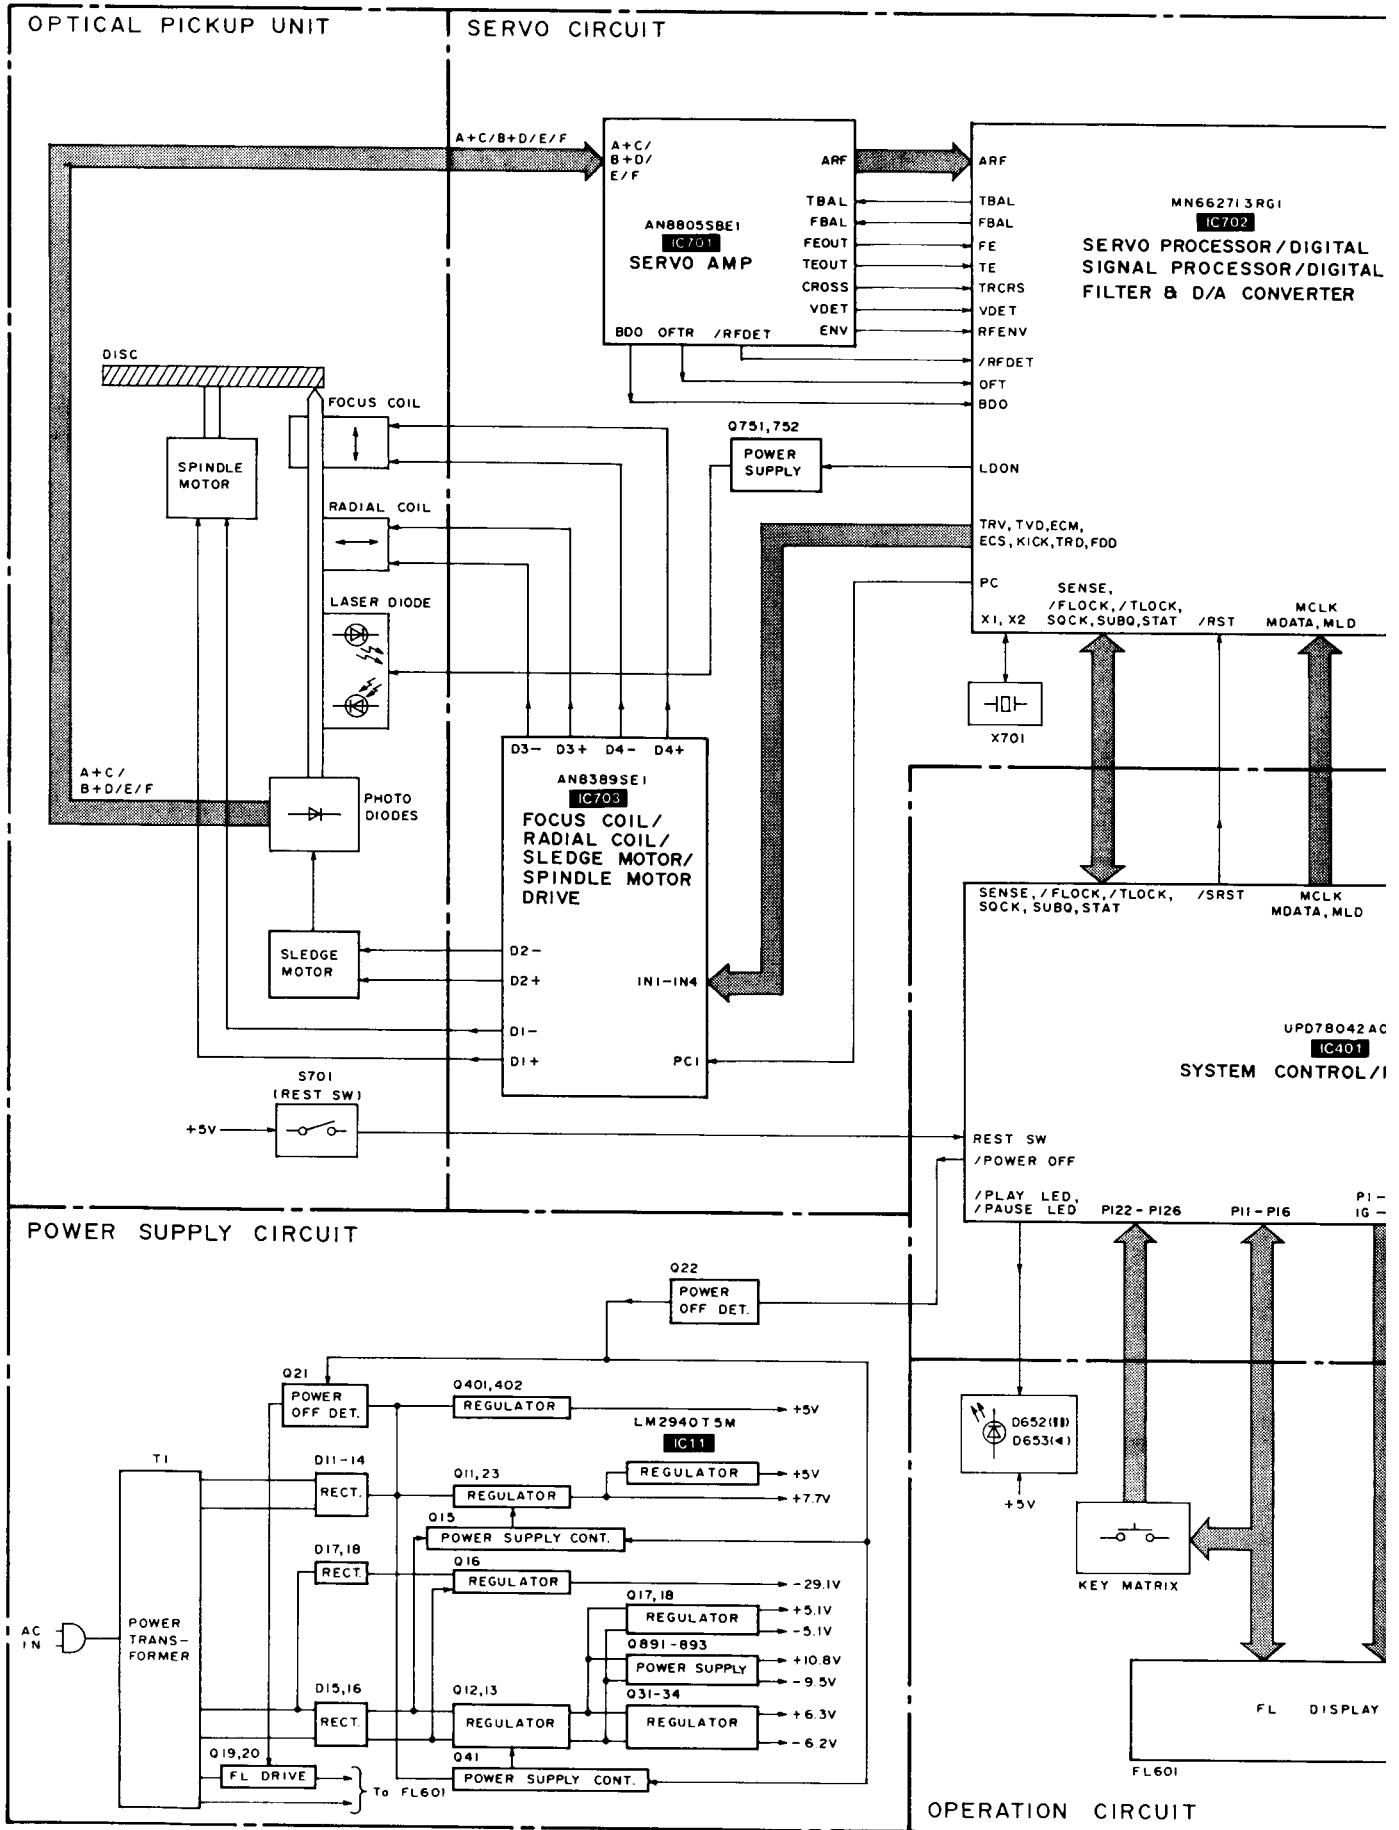 OPTICAL PICKUP UNIT
SERVO CIRCUIT
A+C/B+D/E/F
A+C/
B+D/
E/F
ARF
TBAL
FBAL
FEOUT
TEOUT
CROSS
VDET
ENV
AN8805SBE1
IC701
SERVO AMP
BDO OFTR /RFDET
ARF
TBAL
FBAL
FE
TE
TRCRS
VDET
RFENV
/RFDET
OFT
BDO
LDON
TRV, TVD, ECM,
ECS, KICK, TRD, FDD
PC
MN662713RG1
IC702
SERVO PROCESSOR/DIGITAL
SIGNAL PROCESSOR/DIGITAL
FILTER & D/A CONVERTER
DISC
FOCUS COIL
SPINDLE
MOTOR
RADIAL COIL
LASER DIODE
Q751,752
POWER
SUPPLY
X1, X2
SENSE,
/FLOCK,/TLOCK,
SQCK,SUBQ,STAT
/RST
MCLK
MDATA, MLD
X701
A+C/
B+D/E/F
PHOTO
DIODES
SLEDGE
MOTOR
D3- D3+ D4- D4+
AN8389SE1
IC703
FOCUS COIL/
RADIAL COIL/
SLEDGE MOTOR/
SPINDLE MOTOR
DRIVE
D2-
D2+
IN1-IN4
D1-
D1+
PC1
S701
(REST SW)
+5V
SENSE,/FLOCK,/TLOCK,
SQCK, SUBQ, STAT
/SRST
MCLK
MDATA, MLD
UPD78042AC
IC401
SYSTEM CONTROL/
REST SW
/POWER OFF
/PLAY LED,
/PAUSE LED
P122-P126
P11-P16
P1-
1G-
POWER SUPPLY CIRCUIT
Q22
POWER
OFF DET.
Q21
POWER
OFF DET.
Q401,402
REGULATOR
+5V
LM2940T5M
IC11
REGULATOR
+5V
T1
D11-14
RECT.
Q11,23
REGULATOR
+7.7V
Q15
POWER SUPPLY CONT.
D17,18
RECT.
Q16
REGULATOR
-29.1V
Q17,18
REGULATOR
+5.1V
-5.1V
AC
IN
POWER
TRANS-
FORMER
Q891-893
POWER SUPPLY
+10.8V
-9.5V
D15,16
RECT.
Q12,13
REGULATOR
Q31-34
REGULATOR
+6.3V
-6.2V
Q19,20
FL DRIVE
To FL601
Q41
POWER SUPPLY CONT.
D652
D653
+5V
KEY MATRIX
FL DISPLAY
FL601
OPERATION CIRCUIT